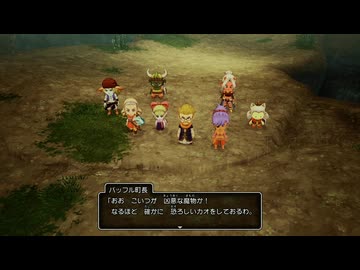 バッフル町長
「おお　こいつが　凶悪な魔物か！
なるほど　確かに　恐ろしいカオをしておるわ。